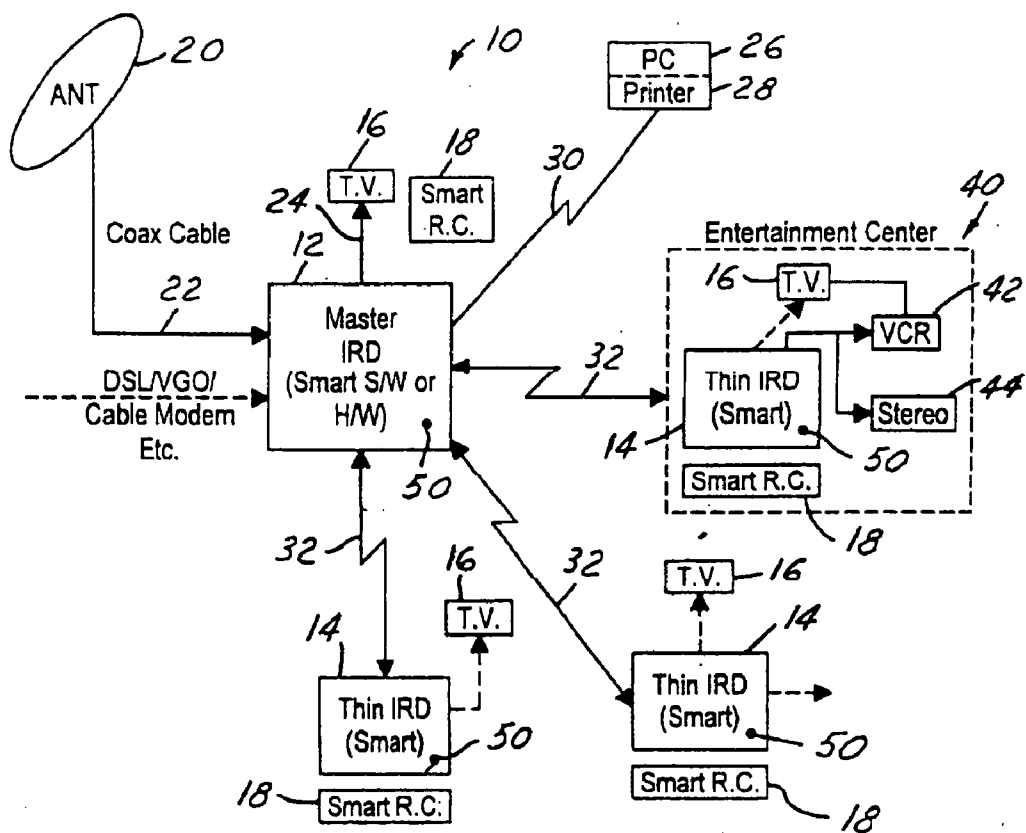 20
ANT
10
PC
26
Printer
28
16
T.V.
18
Smart
R.C.
30
24
Coax Cable
12
22
Master
IRD
(Smart S/W or
H/W)
50
DSL/VGO/
Cable Modem
Etc.
32
40
Entertainment Center
16
T.V.
42
VCR
Thin IRD
(Smart)
44
Stereo
14
50
Smart R.C.
18
32
16
T.V.
14
Thin IRD
(Smart)
50
18
Smart R.C.
32
T.V.
16
14
Thin IRD
(Smart)
50
Smart R.C.
18